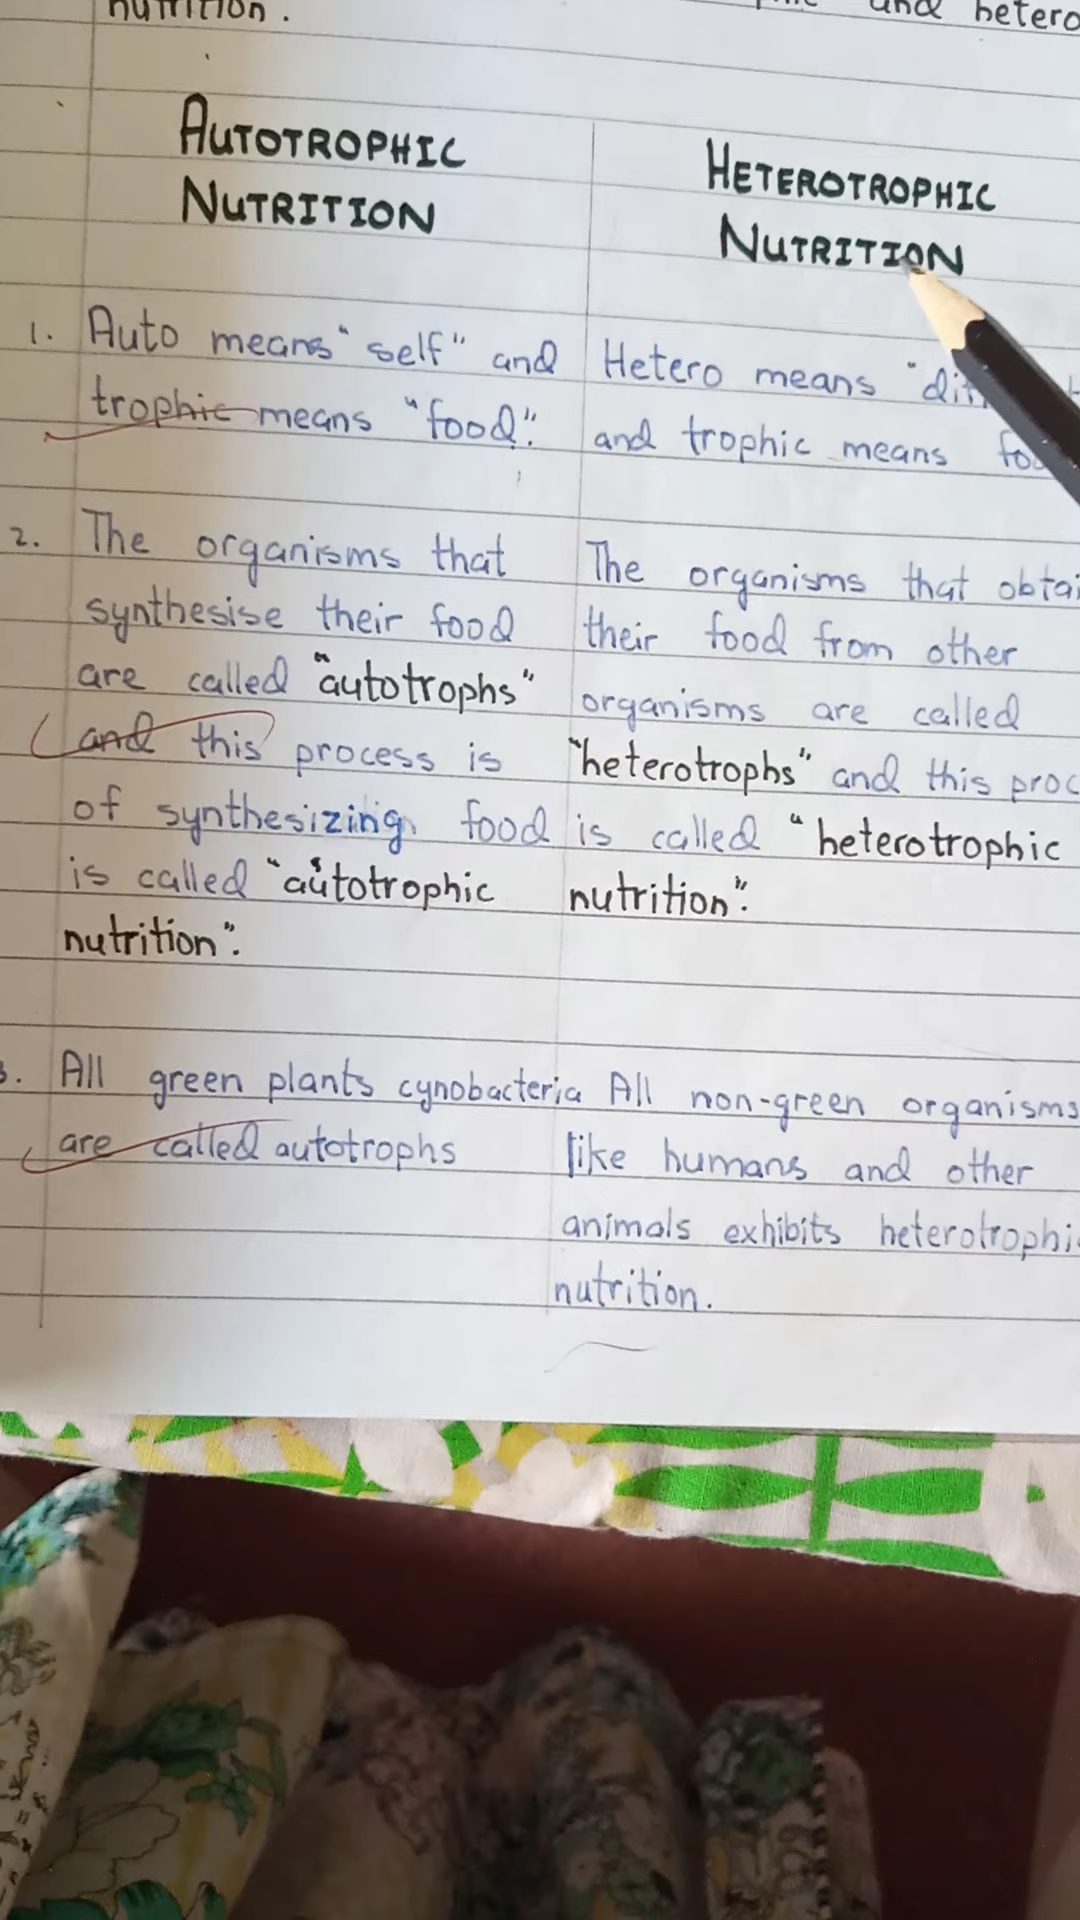 nutrition.
and hetero
AUTOTROPHIC
NUTRITION
HETEROTROPHIC
NUTRITION
1. Auto means "self" and
trophic means "food".
Hetero means
and trophic means
2. The organisms that
synthesise their food
are called "autotrophs"
and this process is
of synthesizing food
is called "autotrophic
nutrition".
The organisms that obtai
their food from other
organisms are called
"heterotrophs" and this proc
is called "heterotrophic
nutrition".
3. All green plants cynobacteria
are called autotrophs
All non-green organisms
like humans and other
animals exhibits heterotrophi
nutrition.